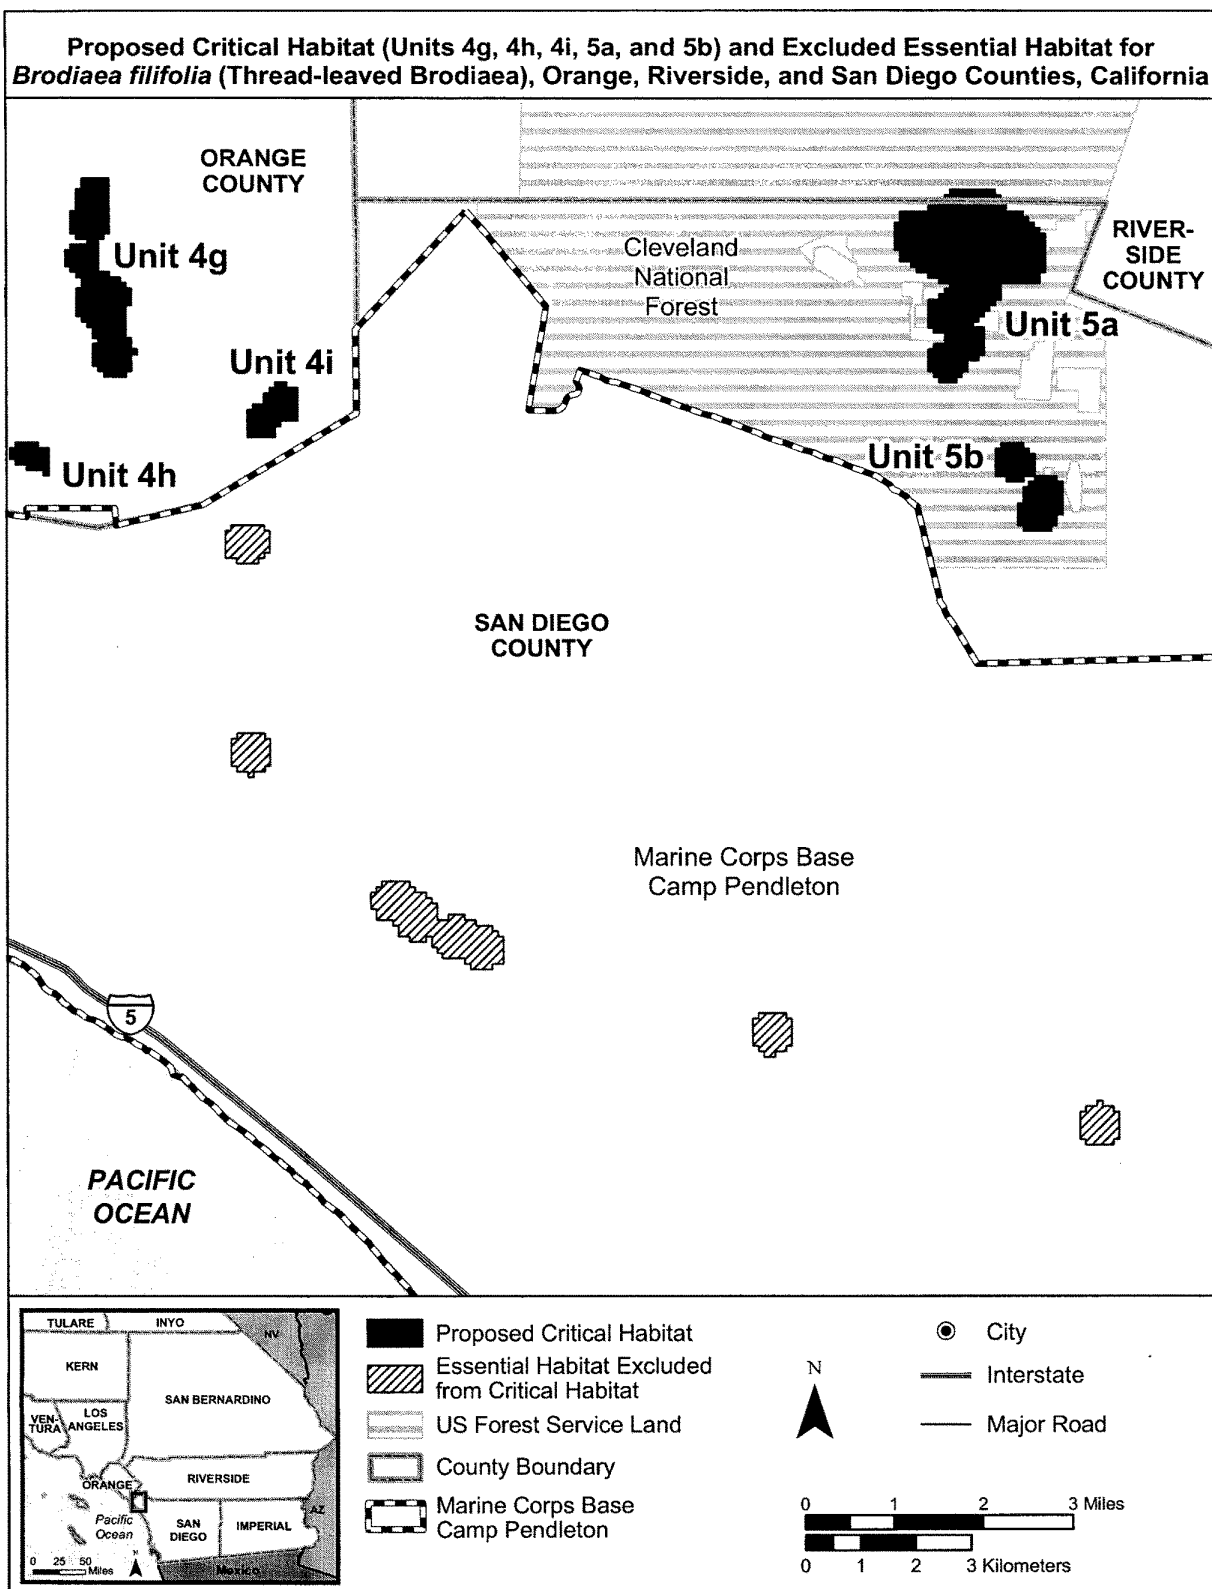 Proposed Critical Habitat (Units 4g, 4h, 4i, 5a, and 5b) and Excluded Essential Habitat for
Brodiaea filifolia (Thread-leaved Brodiaea), Orange, Riverside, and San Diego Counties, California
ORANGE
COUNTY
Unit 4g
Unit 4i
Unit 4h
Cleveland
National
Forest
RIVER-
SIDE
COUNTY
Unit 5a
Unit 5b
SAN DIEGO
COUNTY
Marine Corps Base
Camp Pendleton
5
PACIFIC
OCEAN
TULARE
INYO
NV
KERN
SAN BERNARDINO
VEN-
TURA
LOS
ANGELES
ORANGE
RIVERSIDE
Pacific
Ocean
SAN
DIEGO
IMPERIAL
AZ
Mexico
0 25 50
Miles
N
Proposed Critical Habitat
Essential Habitat Excluded
from Critical Habitat
US Forest Service Land
County Boundary
Marine Corps Base
Camp Pendleton
N
City
Interstate
Major Road
0 1 2 3 Miles
0 1 2 3 Kilometers